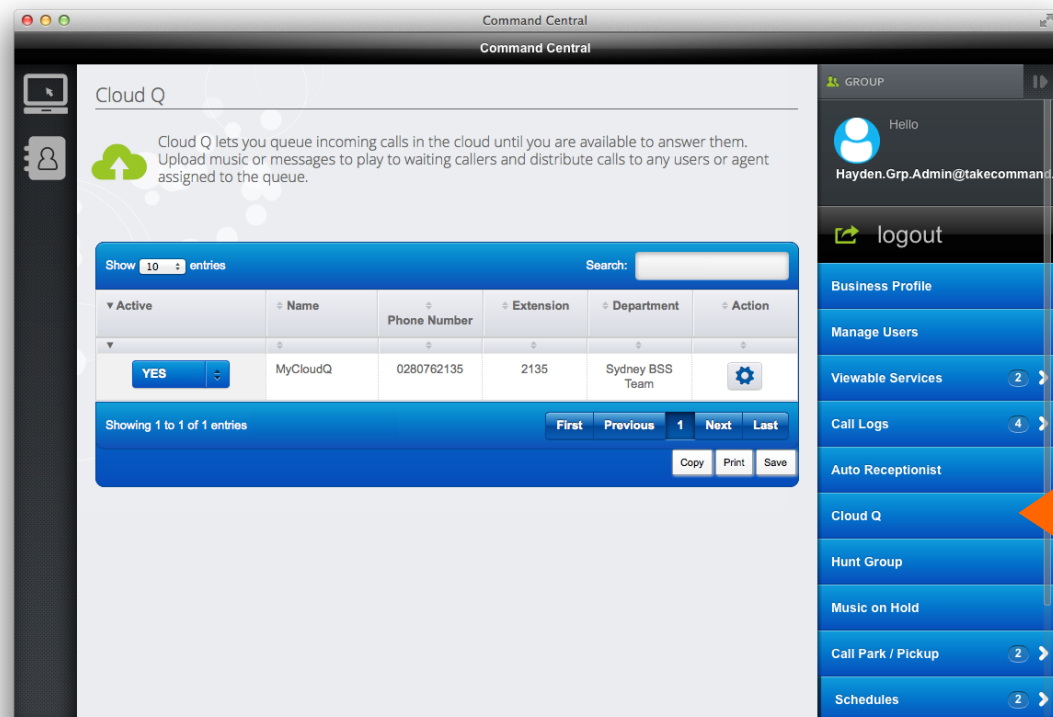 Command Central
Command Central
Cloud Q
Cloud Q lets you queue incoming calls in the cloud until you are available to answer them.
Upload music or messages to play to waiting callers and distribute calls to any users or agent
assigned to the queue.
Show 10 entries
Search:
Active
Name
Phone Number
Extension
Department
Action
YES
MyCloudQ
0280762135
2135
Sydney BSS
Team
Showing 1 to 1 of 1 entries
First Previous 1 Next Last
Copy Print Save
GROUP
Hello
Hayden.Grp.Admin@takecommand.
logout
Business Profile
Manage Users
Viewable Services 2
Call Logs 4
Auto Receptionist
Cloud Q
Hunt Group
Music on Hold
Call Park / Pickup 2
Schedules 2